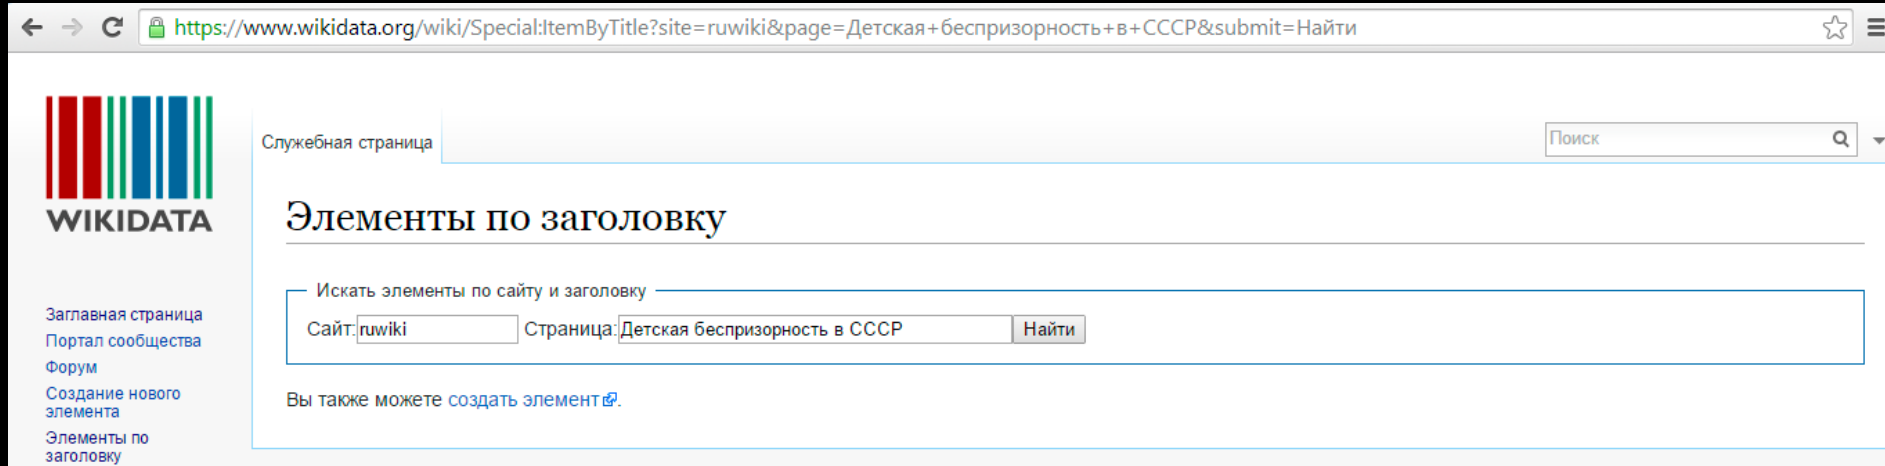 https://www.wikidata.org/wiki/Special:ItemByTitle?site=ruwiki&page=Детская+беспризорность+в+СССР&submit=Найти
WIKIDATA
Служебная страница
Поиск
Элементы по заголовку
Искать элементы по сайту и заголовку
Сайт: ruwiki Страница: Детская беспризорность в СССР Найти
Вы также можете создать элемент.
Заглавная страница
Портал сообщества
Форум
Создание нового
элемента
Элементы по
заголовку